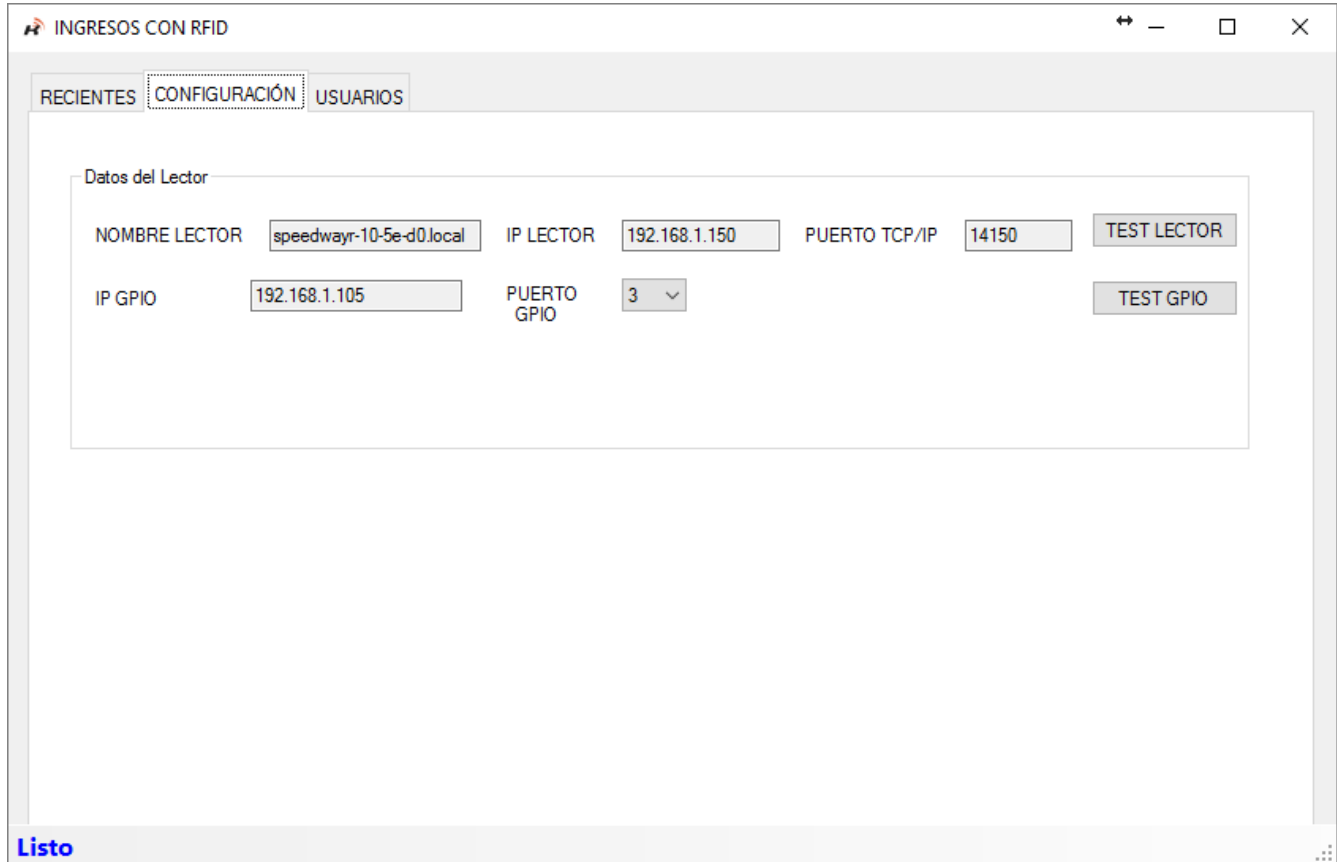 INGRESOS CON RFID
RECIENTES CONFIGURACIÓN USUARIOS
Datos del Lector
NOMBRE LECTOR speedwayr-10-5e-d0.local IP LECTOR 192.168.1.150 PUERTO TCP/IP 14150 TEST LECTOR
IP GPIO 192.168.1.105 PUERTO GPIO 3 TEST GPIO
Listo